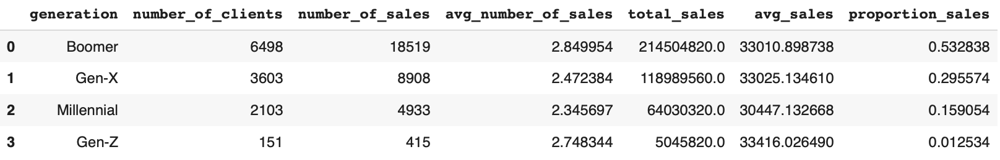 generation number_of_clients number_of_sales avg_number_of_sales total_sales avg_sales proportion_sales
0 Boomer 6498 18519 2.849954 214504820.0 33010.898738 0.532838
1 Gen-X 3603 8908 2.472384 118989560.0 33025.134610 0.295574
2 Millennial 2103 4933 2.345697 64030320.0 30447.132668 0.159054
3 Gen-Z 151 415 2.748344 5045820.0 33416.026490 0.012534